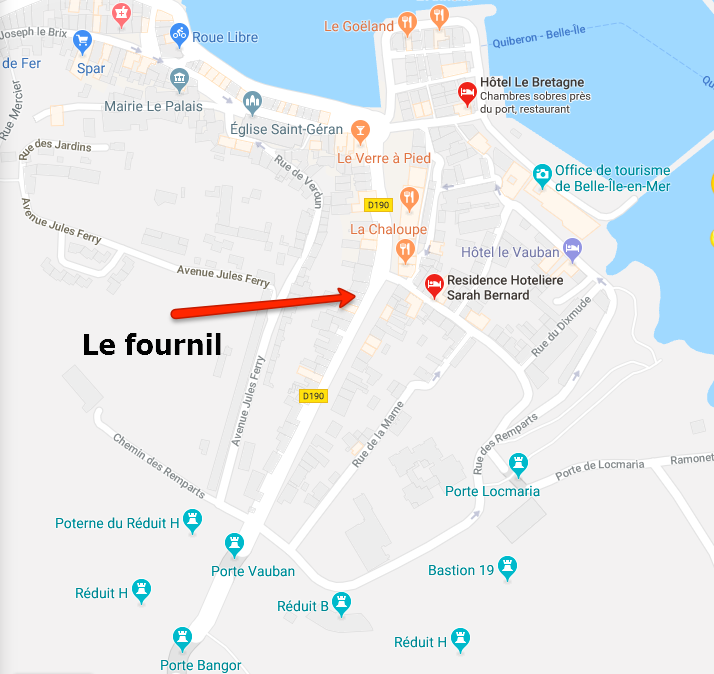 Joseph le Brix
de Fer
Spar
Roue Libre
Le Goëland
Quiberon - Belle-Île
Hôtel Le Bretagne
Chambres sobres près
du port, restaurant
Mairie Le Palais
Église Saint-Géran
Rue Mercier
Rue des Jardins
Le Verre à Pied
Rue de Verdun
Office de tourisme
de Belle-Île-en-Mer
D190
La Chaloupe
Avenue Jules Ferry
Hôtel le Vauban
Avenue Jules Ferry
Residence Hoteliere
Sarah Bernard
Le fournil
Rue du Dixmude
D190
Avenue Jules Ferry
Rue de la Marne
Chemin des Remparts
Rue des Remparts
Porte Locmaria
Porte de Locmaria
Ramonet
Poterne du Réduit H
Porte Vauban
Bastion 19
Réduit H
Réduit B
Réduit H
Porte Bangor